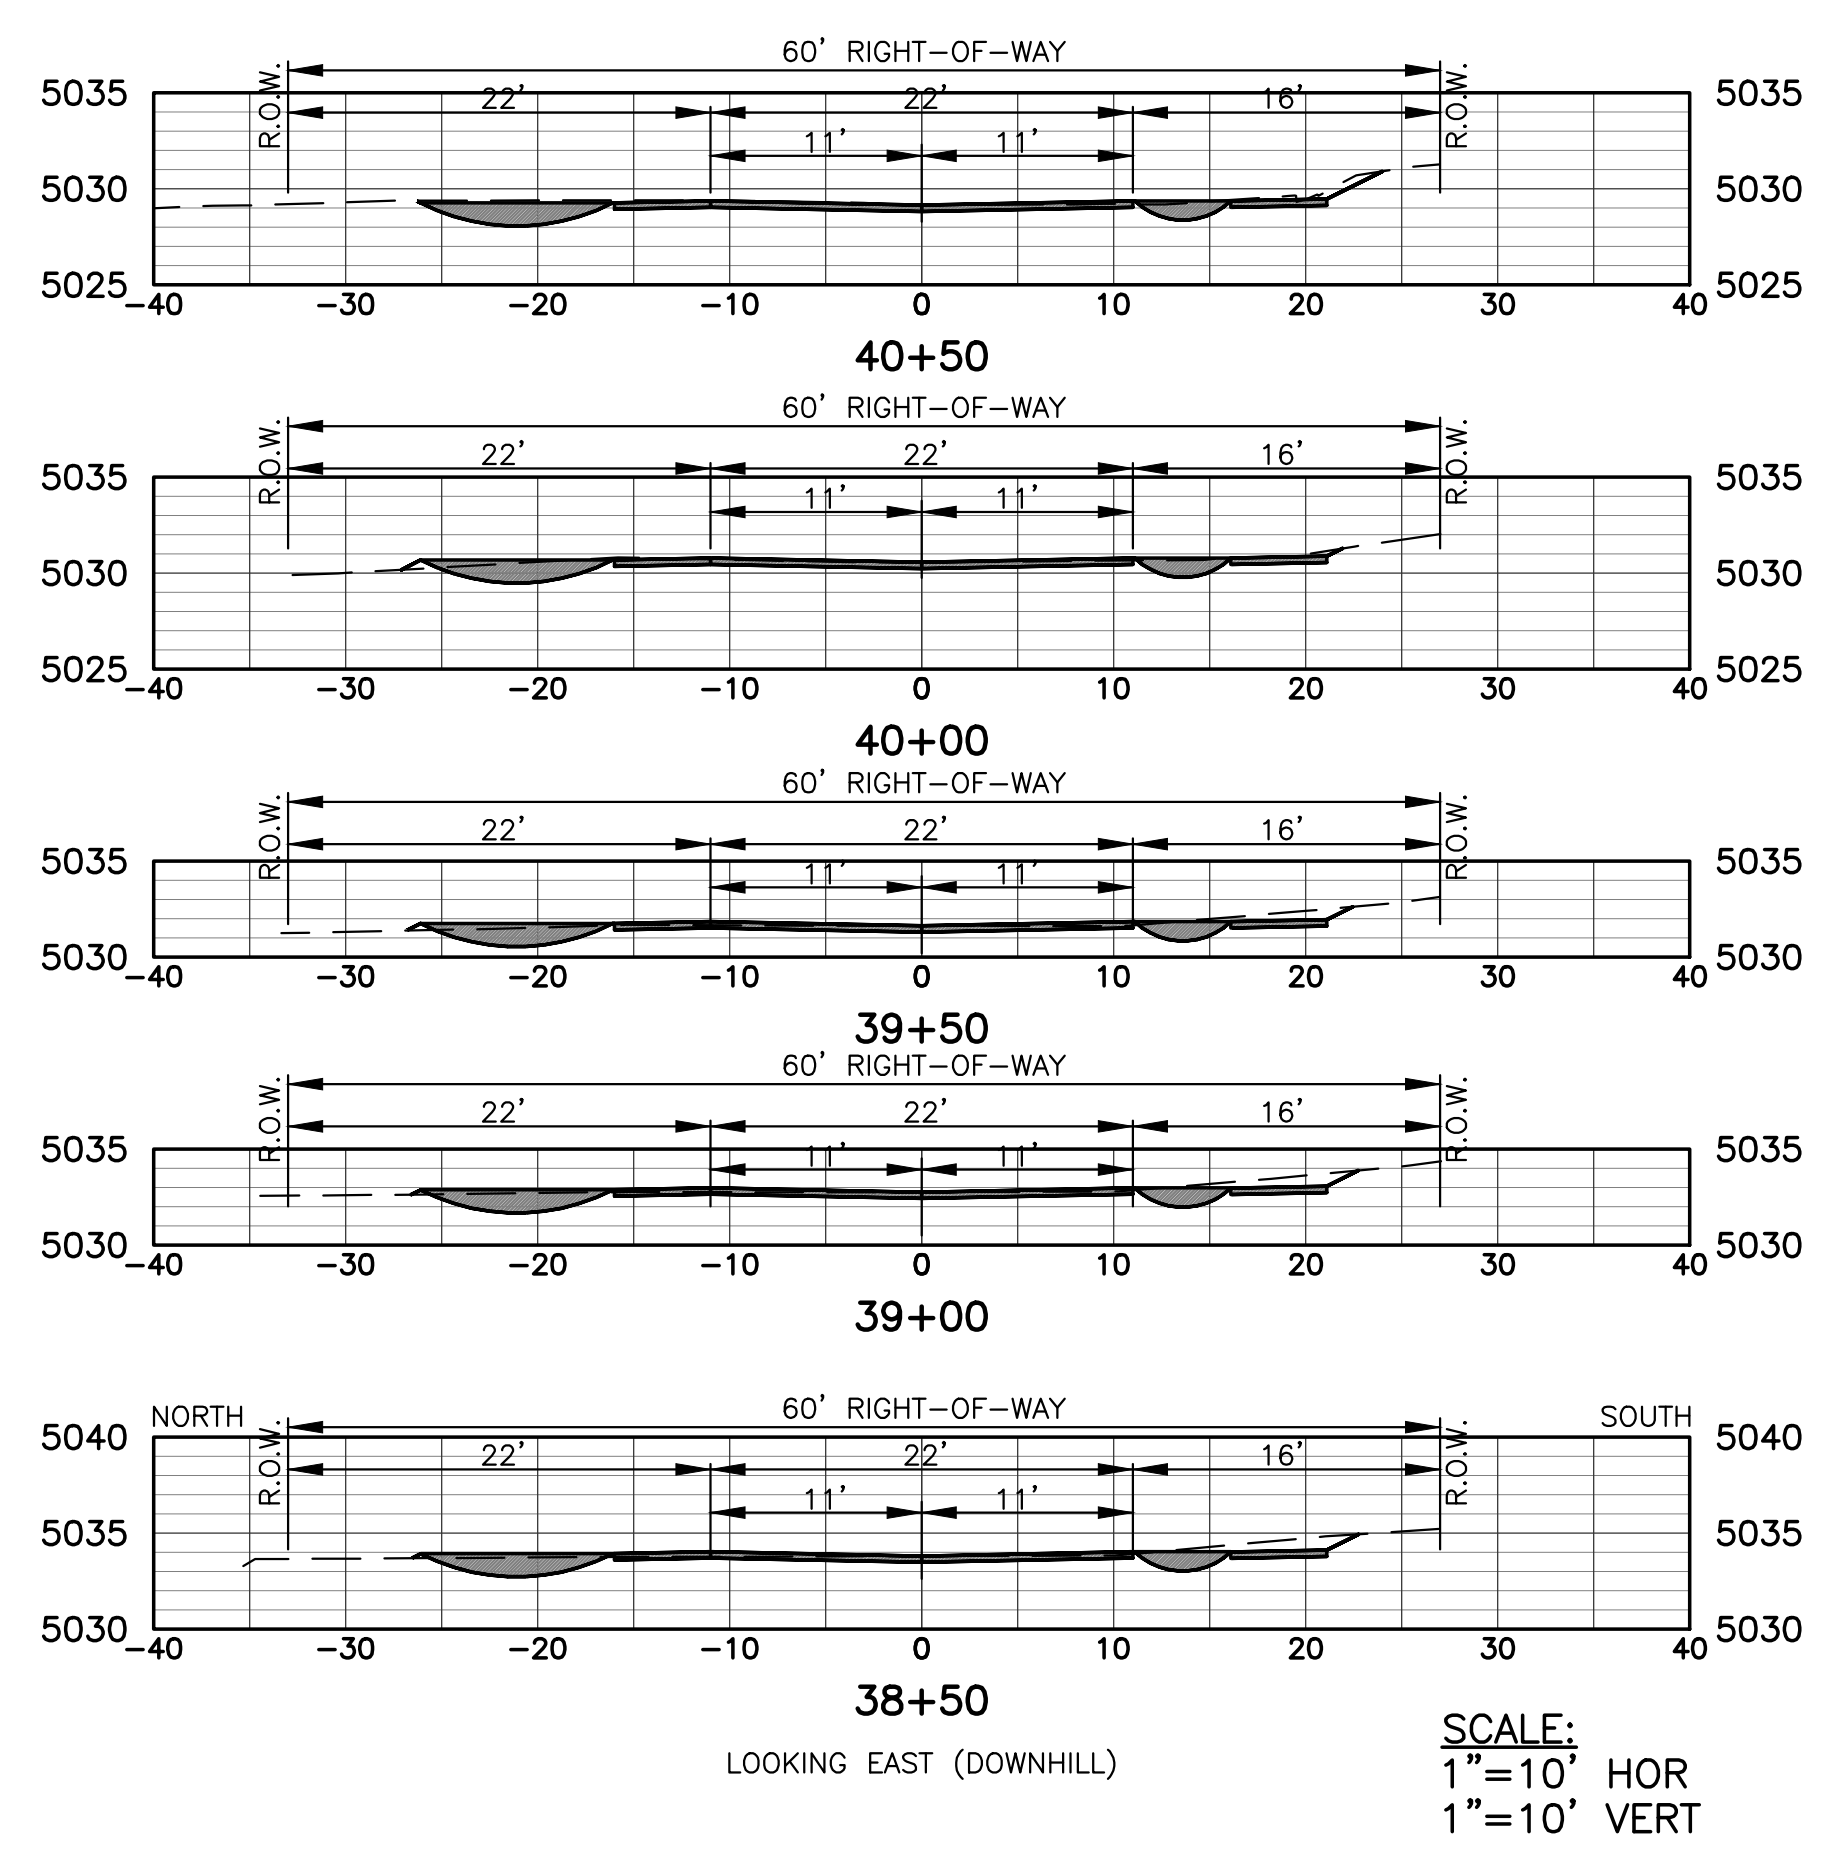 60' RIGHT-OF-WAY
R.O.W. R.O.W.
5035 22' 22' 16' 5035
11' 11'
5030 5030
5025 5025
-40 -30 -20 -10 0 10 20 30 40
40+50
60' RIGHT-OF-WAY
R.O.W. R.O.W.
22' 22' 16'
5035 5035
11' 11'
5030 5030
5025 5025
-40 -30 -20 -10 0 10 20 30 40
40+00
60' RIGHT-OF-WAY
R.O.W. R.O.W.
22' 22' 16'
5035 5035
11' 11'
5030 5030
-40 -30 -20 -10 0 10 20 30 40
39+50
60' RIGHT-OF-WAY
R.O.W. R.O.W.
22' 22' 16'
5035 5035
11' 11'
5030 5030
-40 -30 -20 -10 0 10 20 30 40
39+00
60' RIGHT-OF-WAY
NORTH SOUTH
R.O.W. R.O.W.
5040 5040
22' 22' 16'
11' 11'
5035 5035
5030 5030
-40 -30 -20 -10 0 10 20 30 40
38+50
LOOKING EAST (DOWNHILL)
SCALE:
1"=10' HOR
1"=10' VERT